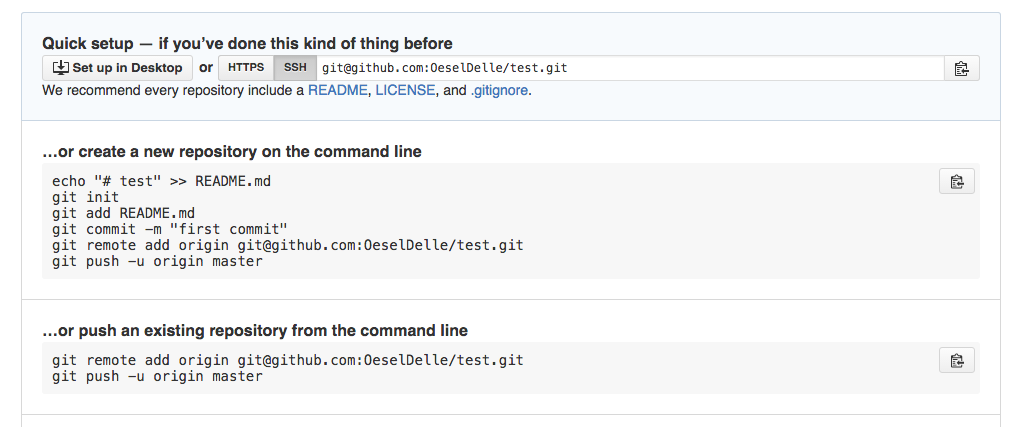 Quick setup — if you’ve done this kind of thing before
Set up in Desktop or HTTPS SSH git@github.com:OeselDelle/test.git
We recommend every repository include a README, LICENSE, and .gitignore.
…or create a new repository on the command line
echo "# test" >> README.md
git init
git add README.md
git commit -m "first commit"
git remote add origin git@github.com:OeselDelle/test.git
git push -u origin master
…or push an existing repository from the command line
git remote add origin git@github.com:OeselDelle/test.git
git push -u origin master